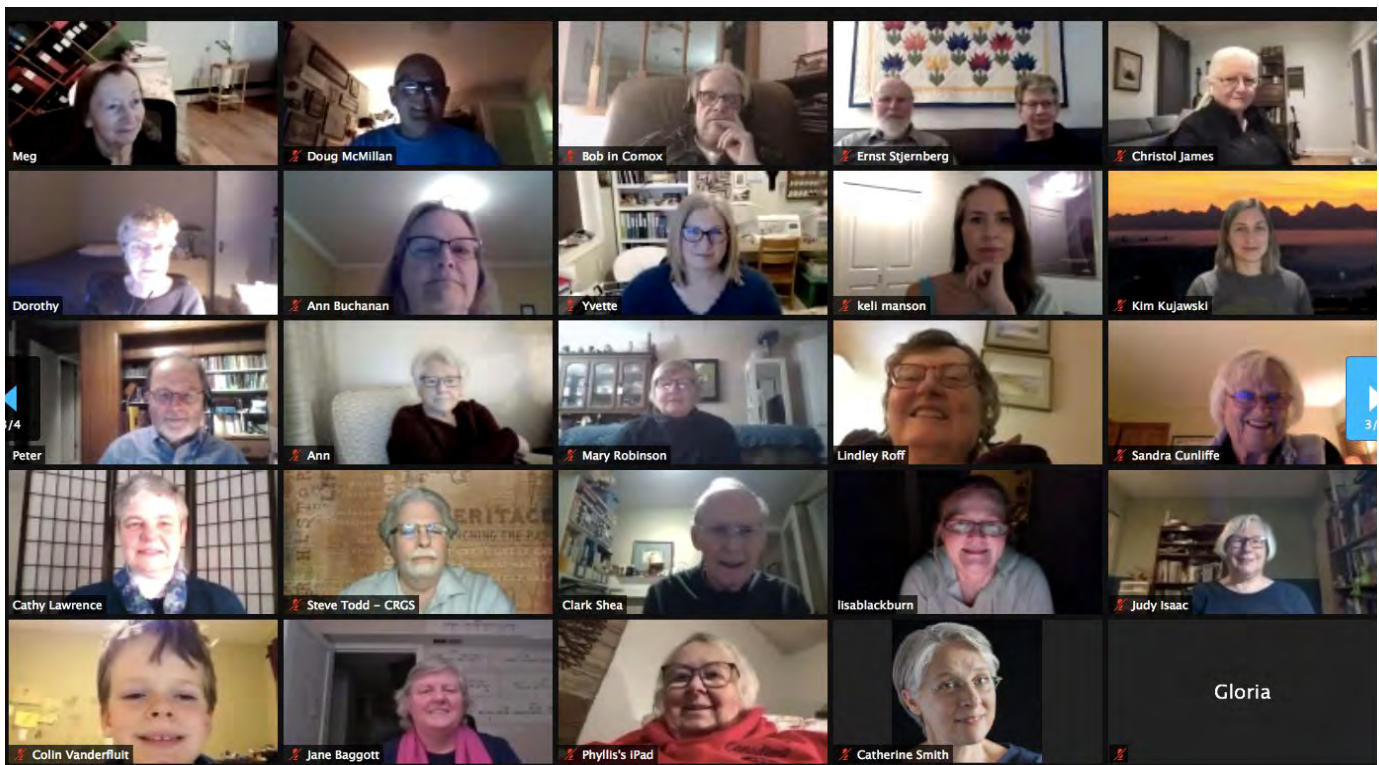 Meg
Doug McMillan
Bob in Comox
Ernst Stjernberg
Christol James
Dorothy
Ann Buchanan
Yvette
keli manson
Kim Kujawski
Peter
Ann
Mary Robinson
Lindley Roff
Sandra Cunliffe
/4
3/
Cathy Lawrence
Steve Todd – CRGS
Clark Shea
lisablackburn
Judy Isaac
Colin Vanderfluit
Jane Baggott
Phyllis's iPad
Catherine Smith
Gloria